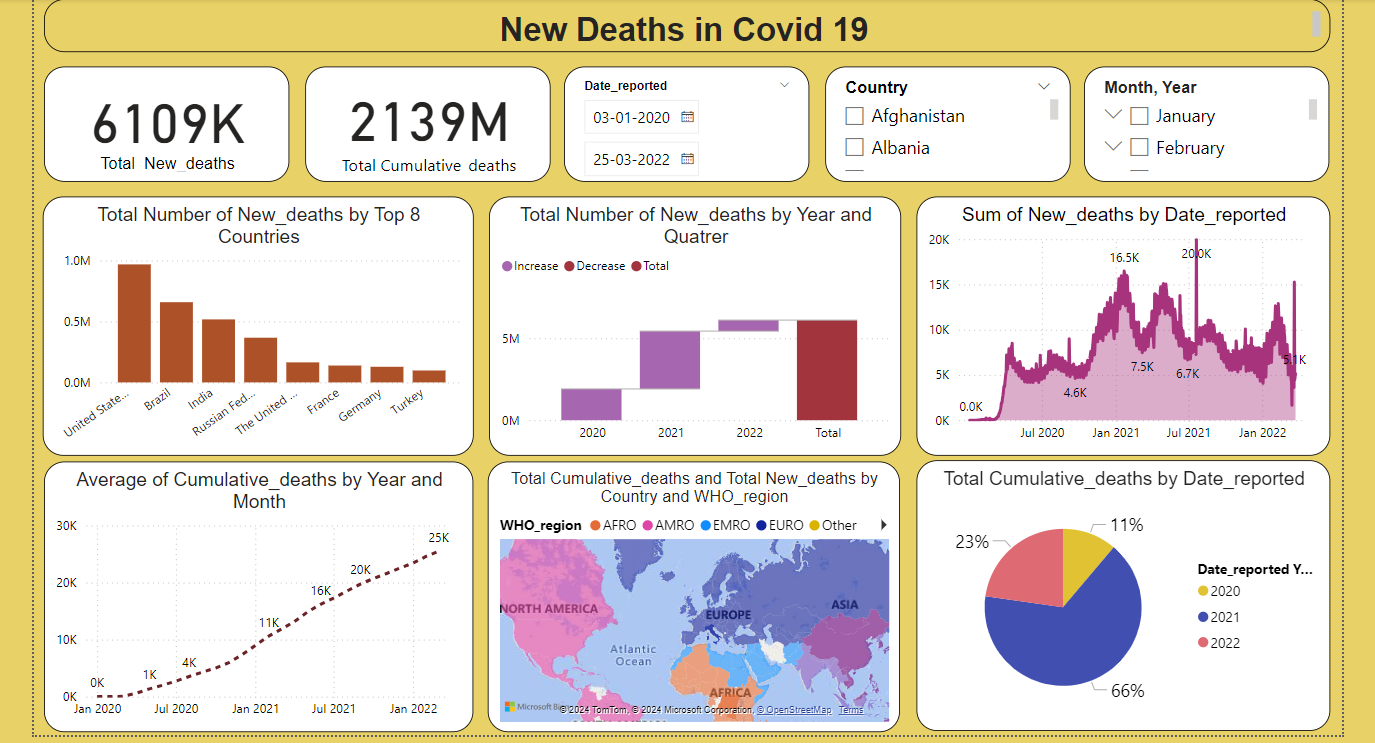 New Deaths in Covid 19
6109K
Total New_deaths
2139M
Total Cumulative deaths
Date_reported
03-01-2020
25-03-2022
Country
Afghanistan
Albania
Month, Year
January
February
Total Number of New_deaths by Top 8
Countries
1.0M
0.5M
0.0M
United State...
Brazil
India
Russian Fed...
The United ...
France
Germany
Turkey
Total Number of New_deaths by Year and
Quatrer
Increase Decrease Total
5M
0M
2020 2021 2022 Total
Sum of New_deaths by Date_reported
20K
15K
10K
5K
0K
0.0K
4.6K
16.5K
7.5K
6.7K
20.0K
5.1K
Jul 2020 Jan 2021 Jul 2021 Jan 2022
Average of Cumulative_deaths by Year and
Month
30K
20K
10K
0K
0K
1K
4K
11K
16K
20K
25K
Jan 2020 Jul 2020 Jan 2021 Jul 2021 Jan 2022
Total Cumulative_deaths and Total New_deaths by
Country and WHO_region
WHO_region AFRO AMRO EMRO EURO Other
NORTH AMERICA
EUROPE
ASIA
Atlantic
Ocean
AFRICA
Microsoft Bing
© 2024 TomTom, © 2024 Microsoft Corporation, © OpenStreetMap Terms
Total Cumulative_deaths by Date_reported
11%
23%
66%
Date_reported Y...
2020
2021
2022